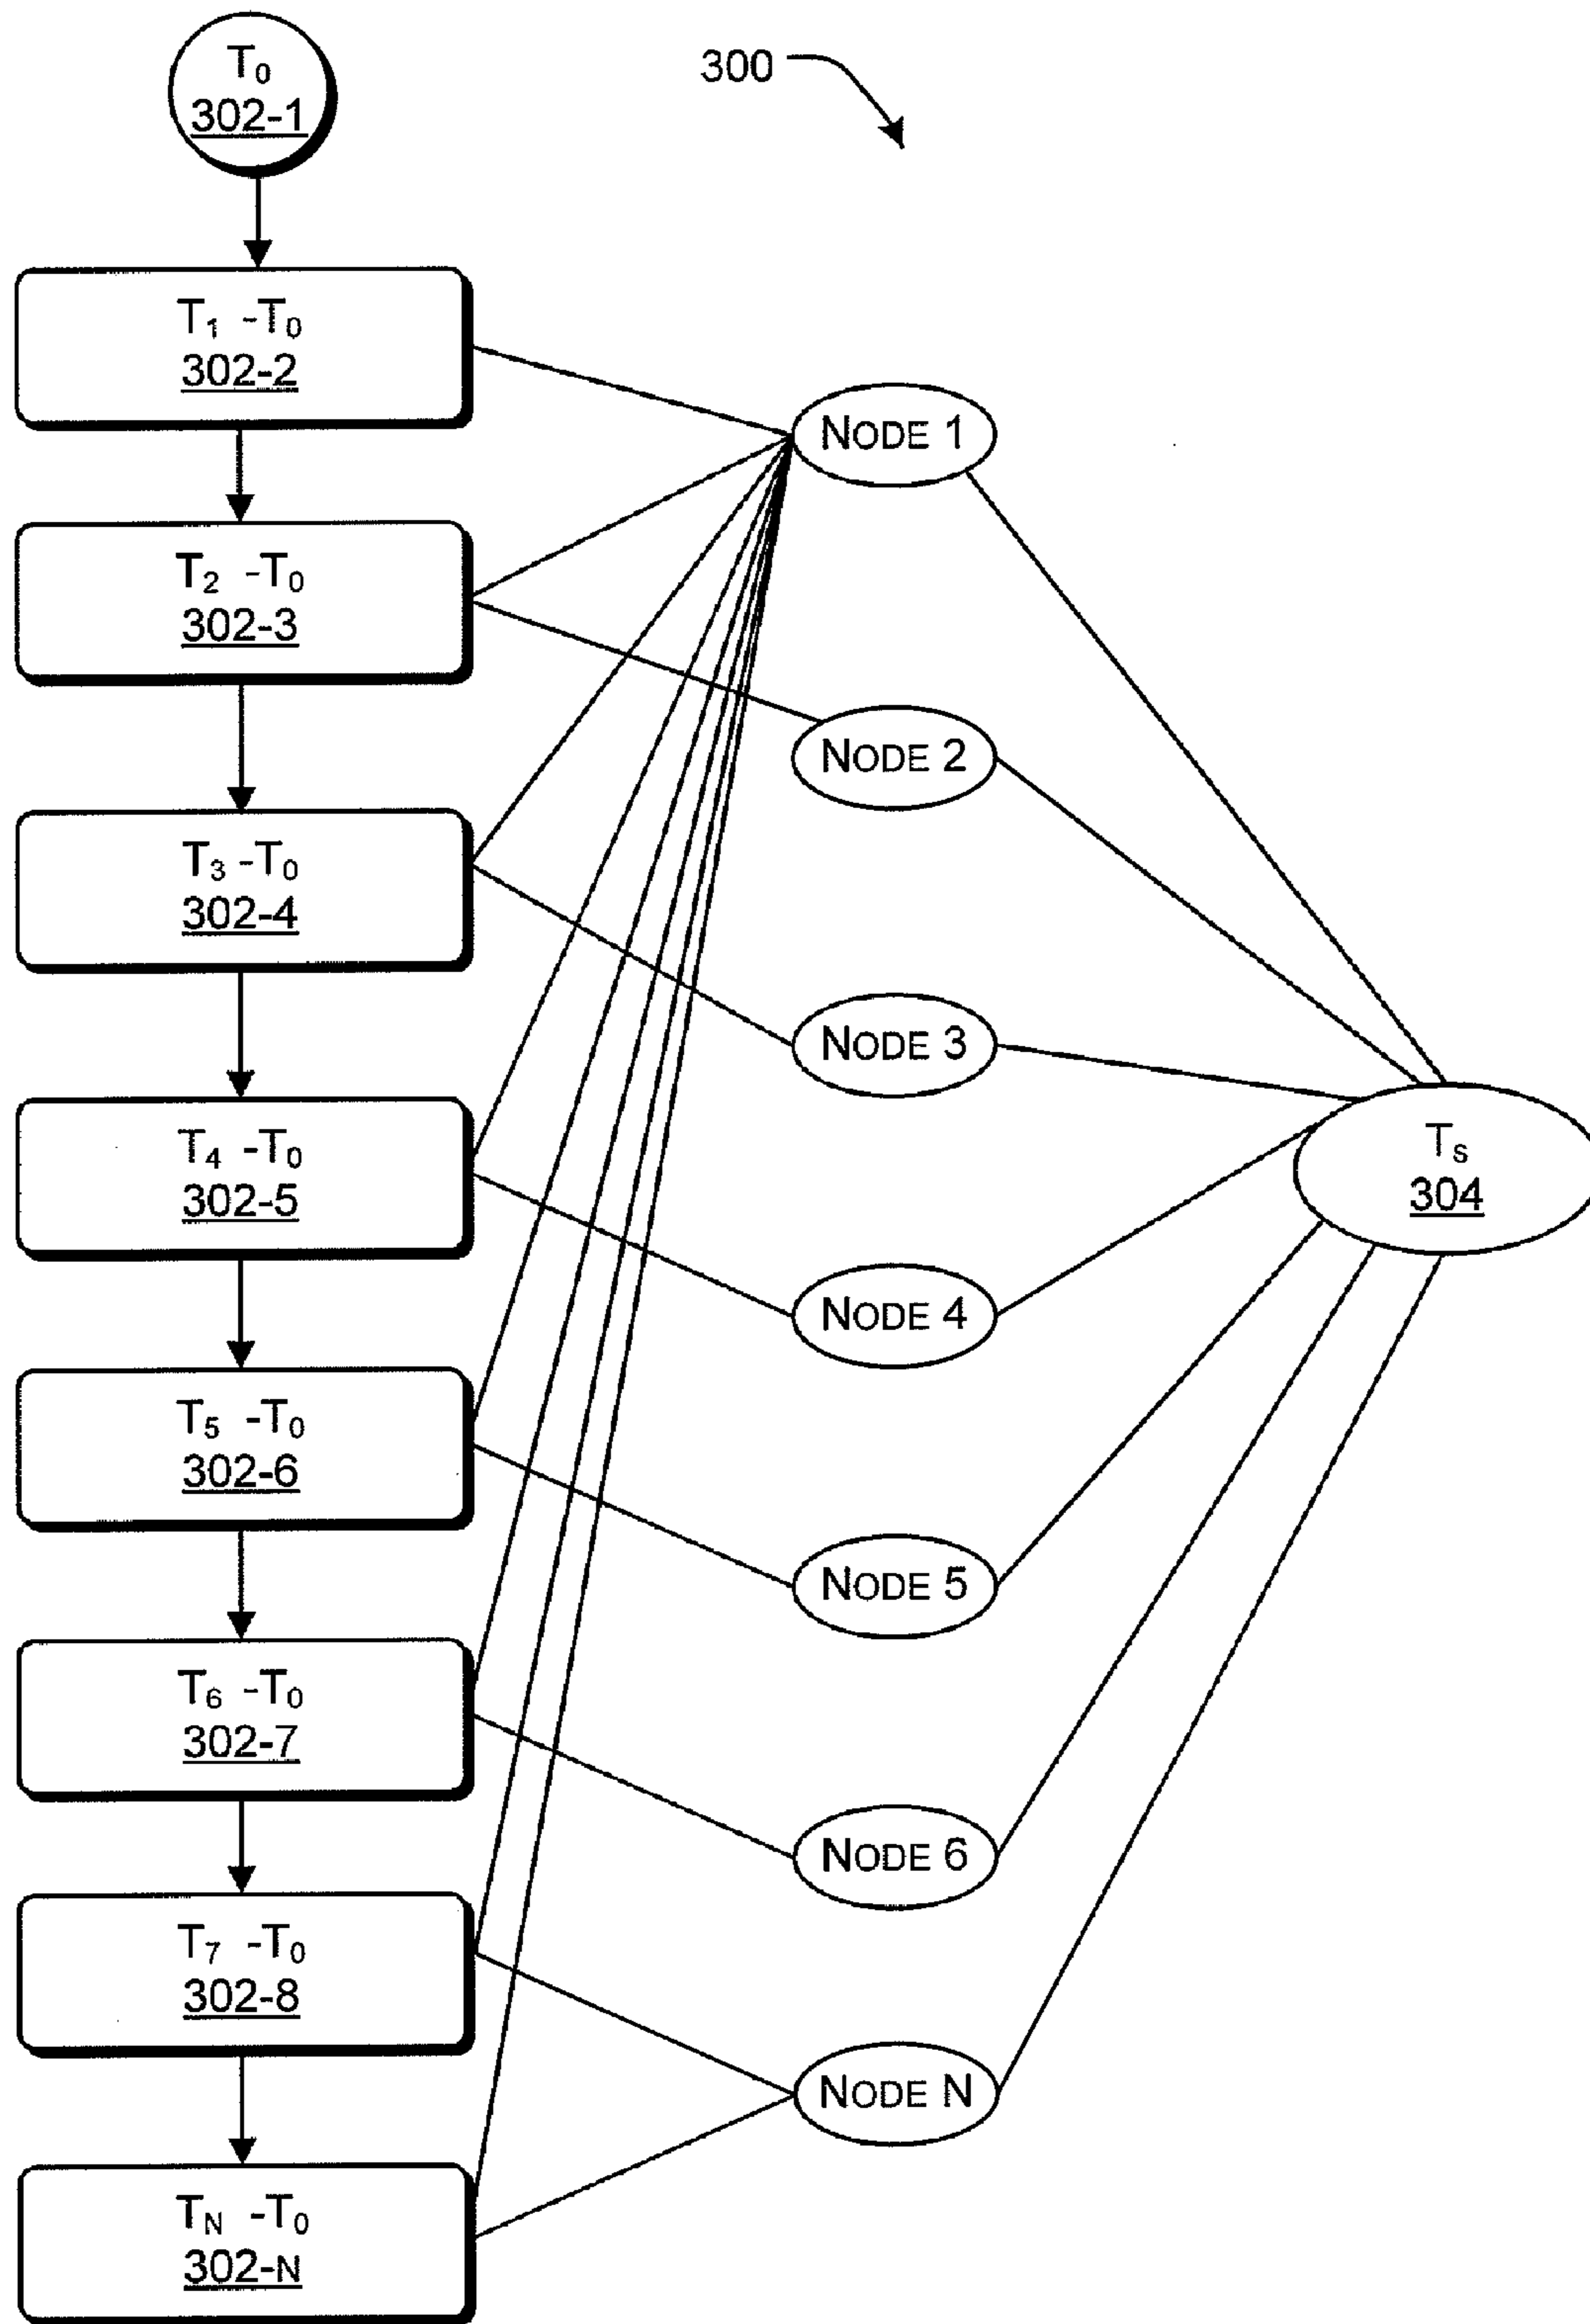 T0
302-1
300
T1 -T0
302-2
NODE 1
T2 -T0
302-3
NODE 2
T3 -T0
302-4
NODE 3
T4 -T0
302-5
Ts
304
NODE 4
T5 -T0
302-6
NODE 5
T6 -T0
302-7
NODE 6
T7 -T0
302-8
NODE N
TN -T0
302-N